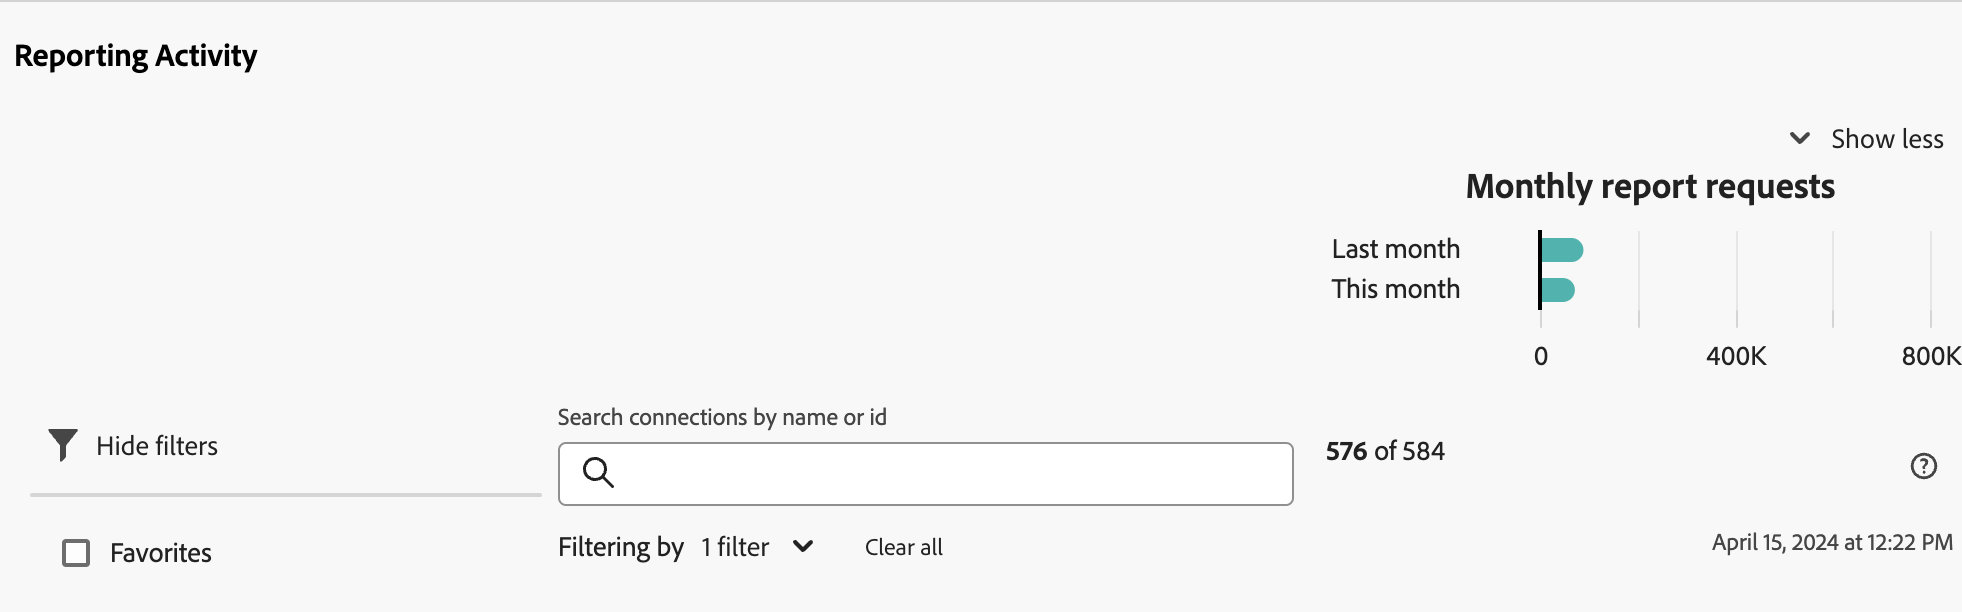 Reporting Activity
Show less
Monthly report requests
Last month
This month
0 400K 800K
Hide filters
Search connections by name or id
576 of 584
Favorites
Filtering by 1 filter Clear all
April 15, 2024 at 12:22 PM